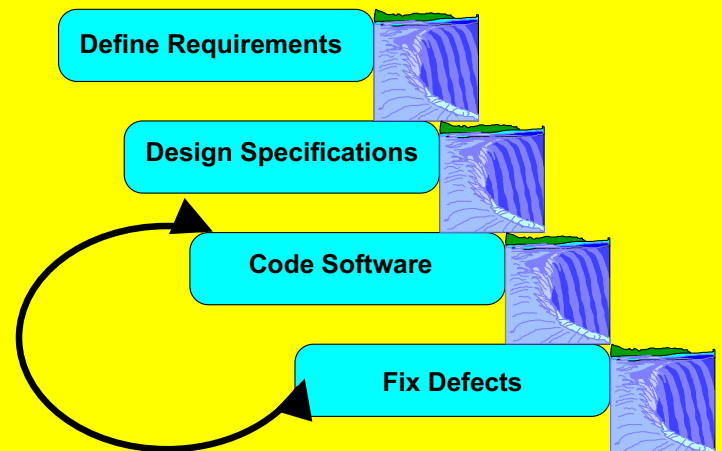 Define Requirements
Design Specifications
Code Software
Fix Defects